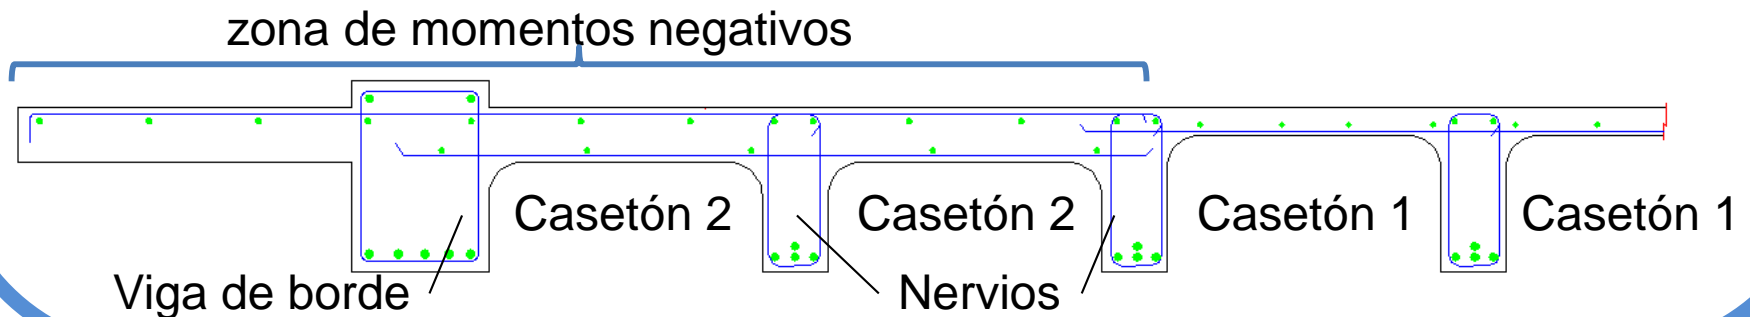 zona de momentos negativos
Casetón 2
Casetón 2
Casetón 1
Casetón 1
Viga de borde
Nervios